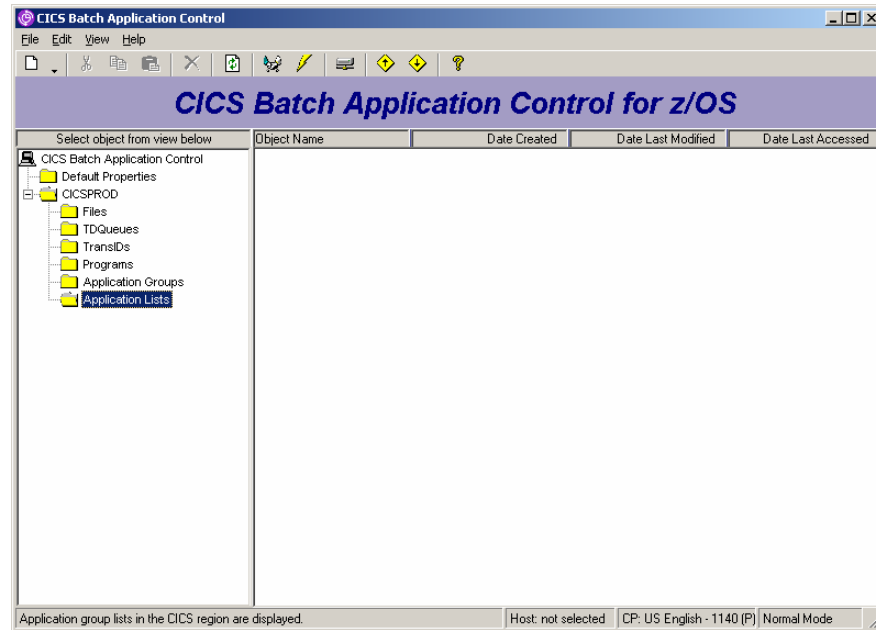 CICS Batch Application Control
File Edit View Help
CICS Batch Application Control for z/OS
Select object from view below Object Name Date Created Date Last Modified Date Last Accessed
CICS Batch Application Control
Default Properties
CICSPROD
Files
TDQueues
TransIDs
Programs
Application Groups
Application Lists
Application group lists in the CICS region are displayed. Host: not selected CP: US English - 1140 (P) Normal Mode